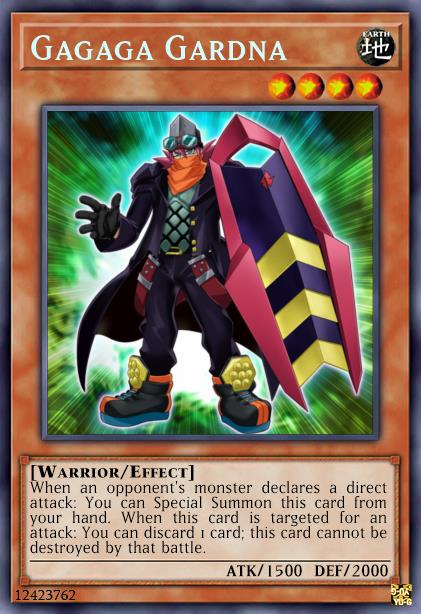 Gagaga Gardna
EARTH
地
[Warrior/Effect]
When an opponent's monster declares a direct
attack: You can Special Summon this card from
your hand. When this card is targeted for an
attack: You can discard 1 card; this card cannot be
destroyed by that battle.
ATK/1500 DEF/2000
12423762